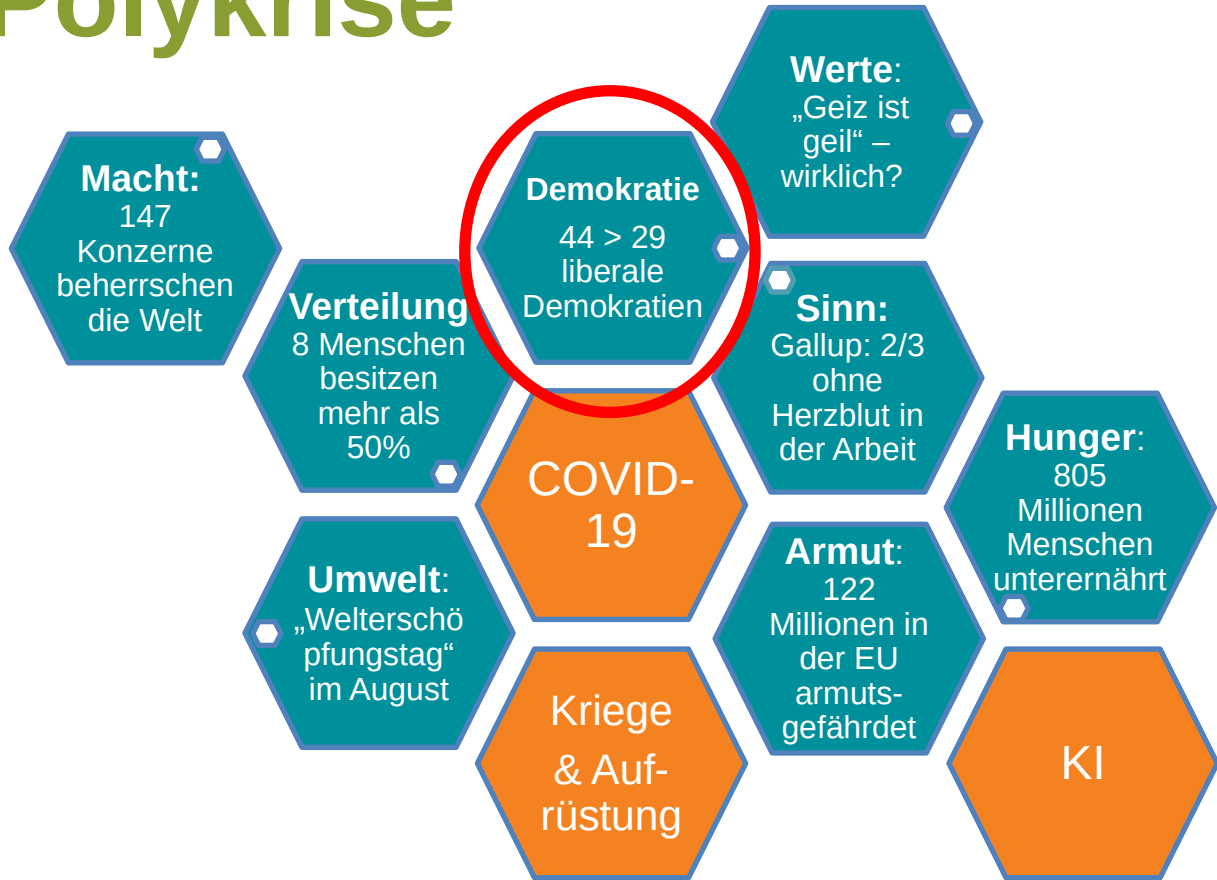 Polykrise
Macht:
147
Konzerne
beherrschen
die Welt
Verteilung
8 Menschen
besitzen
mehr als
50%
Demokratie
44 > 29
liberale
Demokratien
Werte:
„Geiz ist
geil“ –
wirklich?
Sinn:
Gallup: 2/3
ohne
Herzblut in
der Arbeit
COVID-
19
Hunger:
805
Millionen
Menschen
unterernährt
Umwelt:
„Welterschö
pfungstag“
im August
Armut:
122
Millionen in
der EU
armuts-
gefährdet
Kriege
& Auf-
rüstung
KI